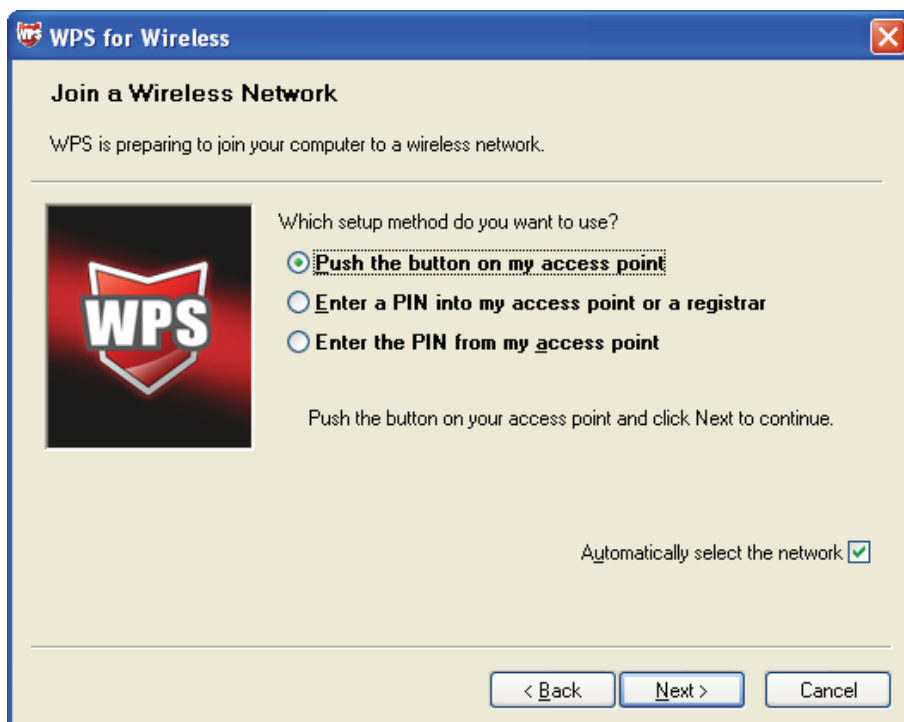 WPS for Wireless
Join a Wireless Network
WPS is preparing to join your computer to a wireless network.
Which setup method do you want to use?
Push the button on my access point
Enter a PIN into my access point or a registrar
Enter the PIN from my access point
WPS
Push the button on your access point and click Next to continue.
Automatically select the network
< Back
Next >
Cancel